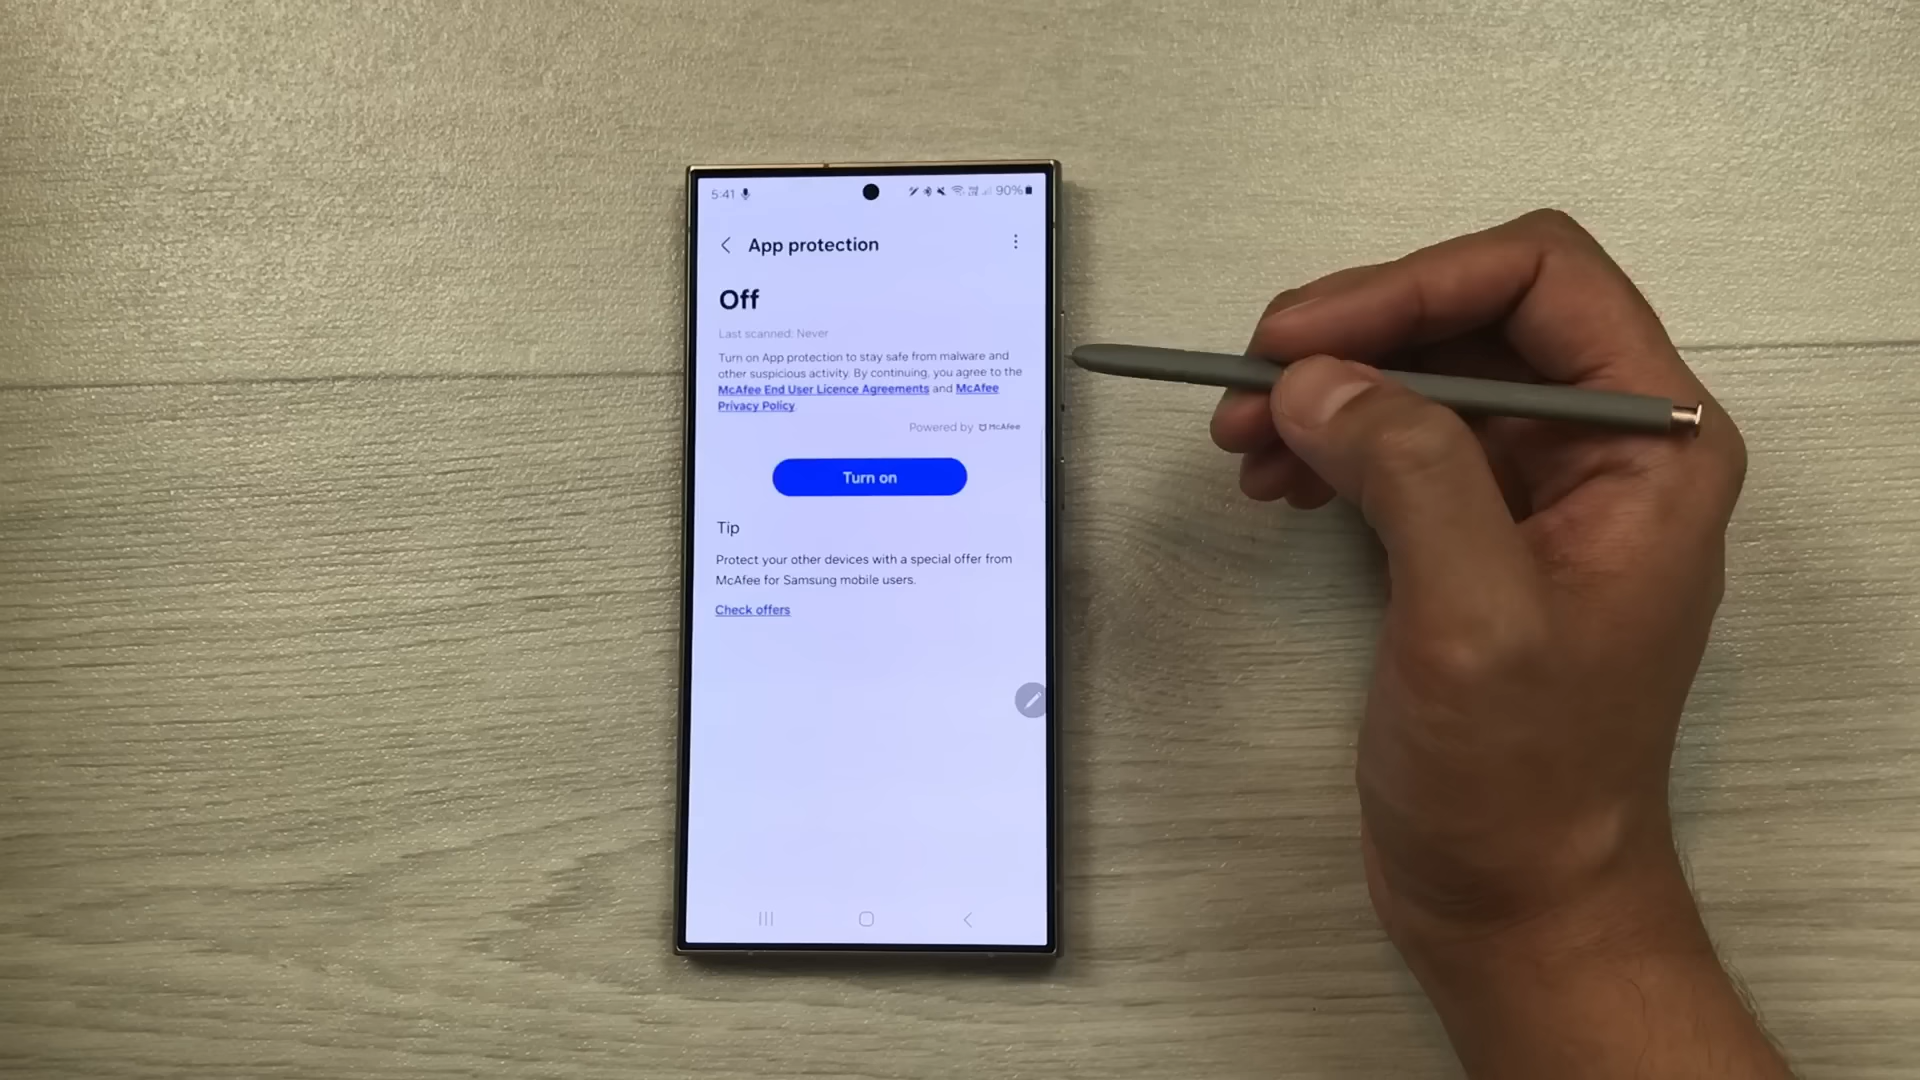 5:41 90%
App protection
Off
Last scanned: Never
Turn on App protection to stay safe from malware and
other suspicious activity. By continuing, you agree to the
McAfee End User Licence Agreements and McAfee
Privacy Policy.
Powered by McAfee
Turn on
Tip
Protect your other devices with a special offer from
McAfee for Samsung mobile users.
Check offers